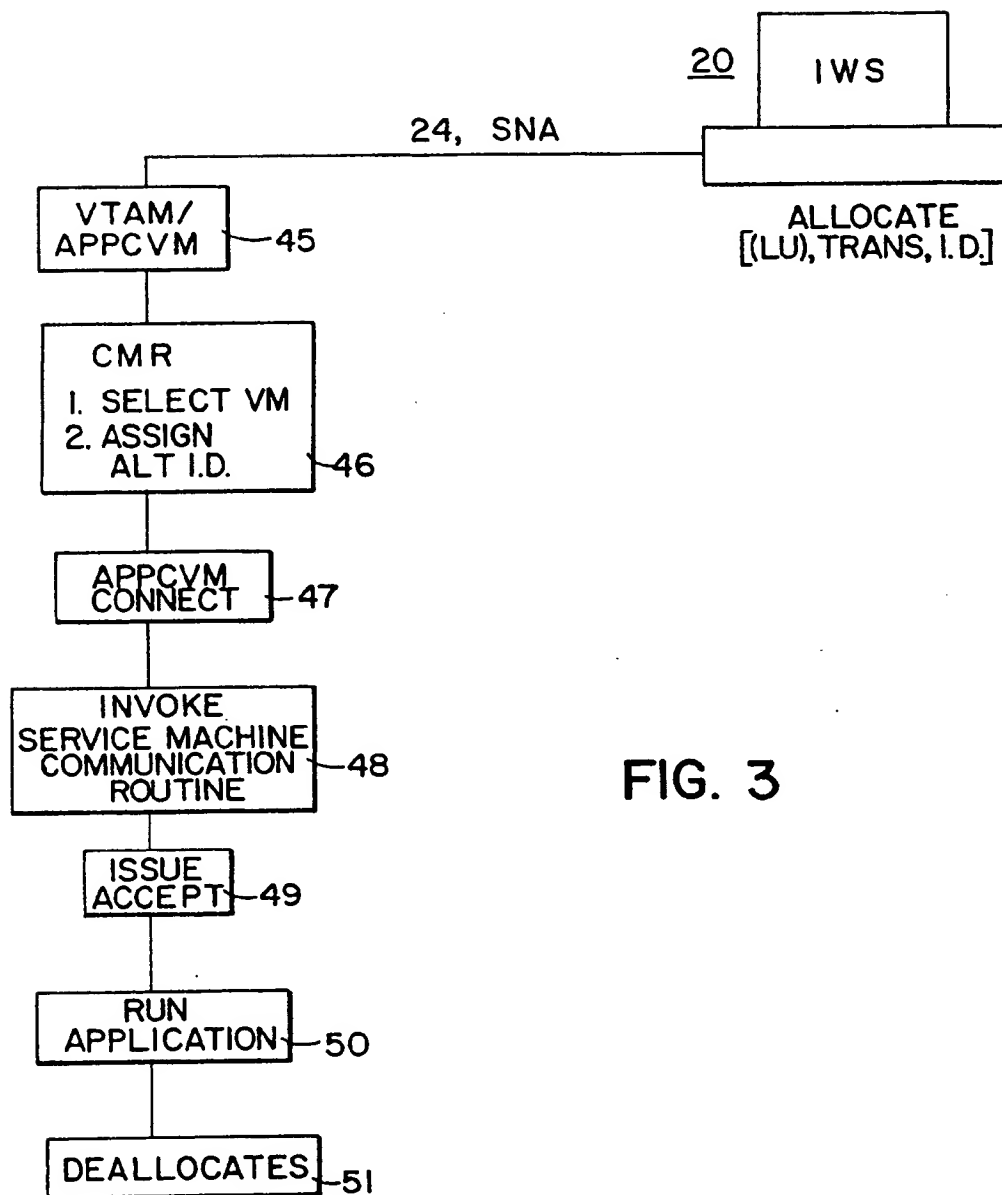 20
IWS
24, SNA
ALLOCATE
[(LU), TRANS, I.D.]
VTAM/
APPCVM
45
CMR
1. SELECT VM
2. ASSIGN
ALT I.D.
46
APPCVM
CONNECT
47
INVOKE
SERVICE MACHINE
COMMUNICATION
ROUTINE
48
FIG. 3
ISSUE
ACCEPT
49
RUN
APPLICATION
50
DEALLOCATES
51